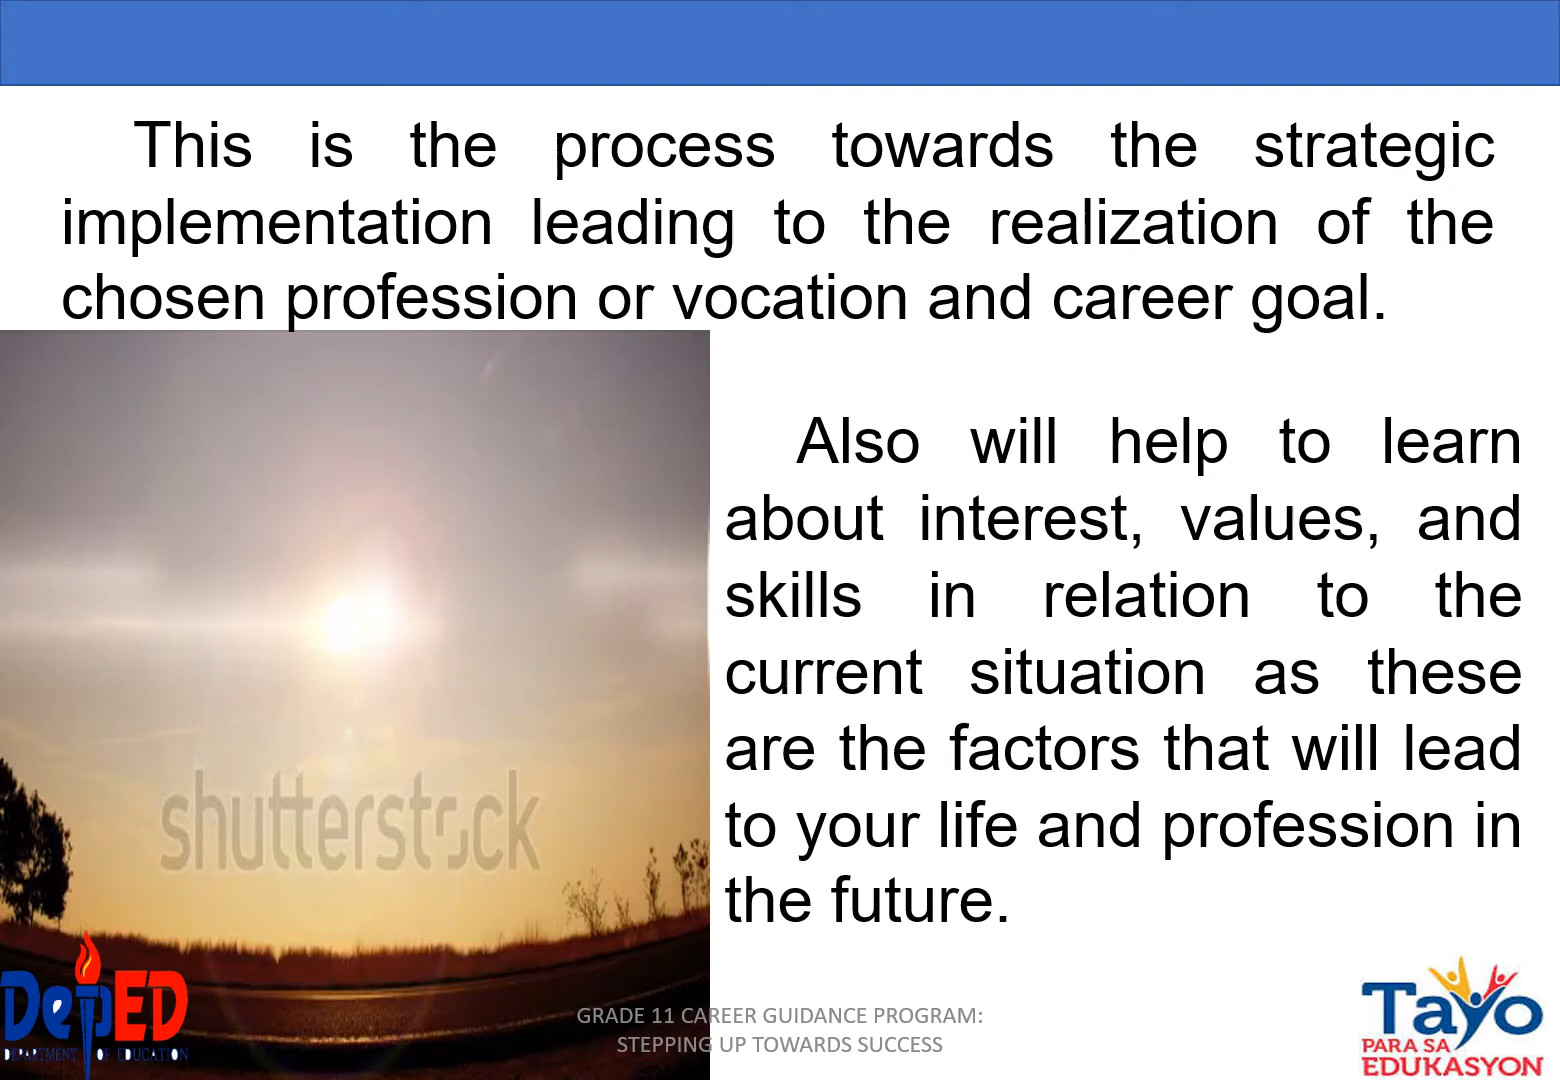 This is the process towards the strategic
implementation leading to the realization of the
chosen profession or vocation and career goal.
Also will help to learn
about interest, values, and
skills in relation to the
current situation as these
are the factors that will lead
to your life and profession in
the future.
shutterstock
DepED
DEPARTMENT OF EDUCATION
GRADE 11 CAREER GUIDANCE PROGRAM:
STEPPING UP TOWARDS SUCCESS
Tayo
PARA SA
EDUKASYON